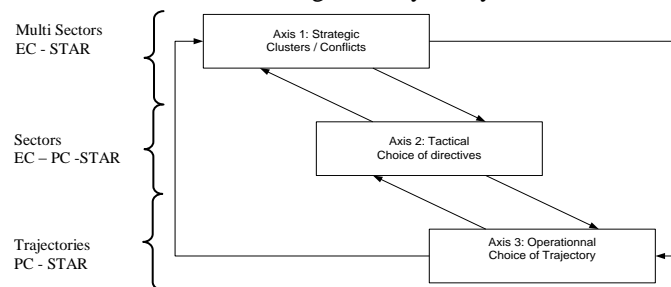 Multi Sectors
EC - STAR
Axis 1: Strategic
Clusters / Conflicts
Sectors
EC – PC -STAR
Axis 2: Tactical
Choice of directives
Trajectories
PC - STAR
Axis 3: Operationnal
Choice of Trajectory